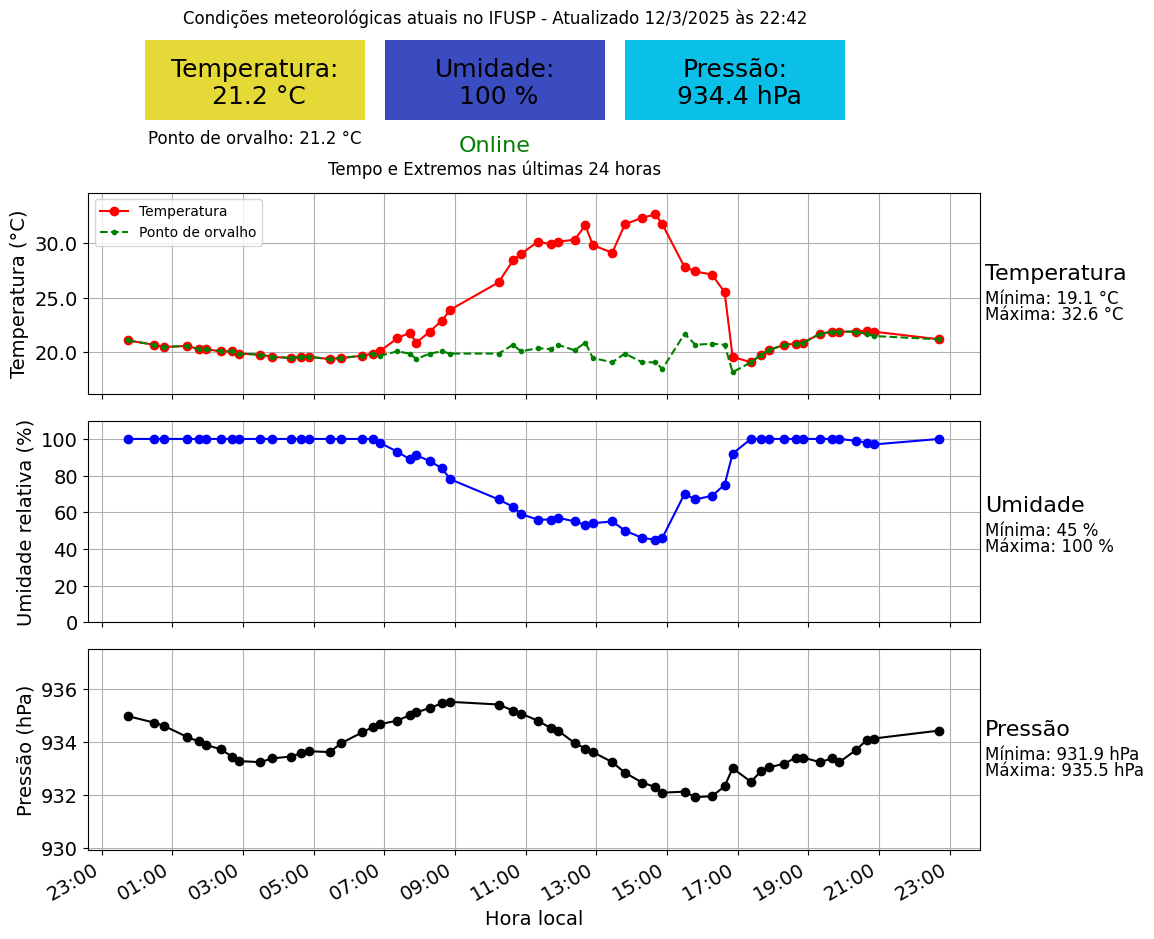 Condições meteorológicas atuais no IFUSP - Atualizado 12/3/2025 às 22:42
Temperatura:
21.2 °C
Umidade:
100 %
Pressão:
934.4 hPa
Ponto de orvalho: 21.2 °C
Online
Tempo e Extremos nas últimas 24 horas
Temperatura (°C)
30.0
25.0
20.0
Temperatura
Ponto de orvalho
Temperatura
Mínima: 19.1 °C
Máxima: 32.6 °C
Umidade relativa (%)
100
80
60
40
20
0
Umidade
Mínima: 45 %
Máxima: 100 %
Pressão (hPa)
936
934
932
930
Pressão
Mínima: 931.9 hPa
Máxima: 935.5 hPa
23:00 01:00 03:00 05:00 07:00 09:00 11:00 13:00 15:00 17:00 19:00 21:00 23:00
Hora local